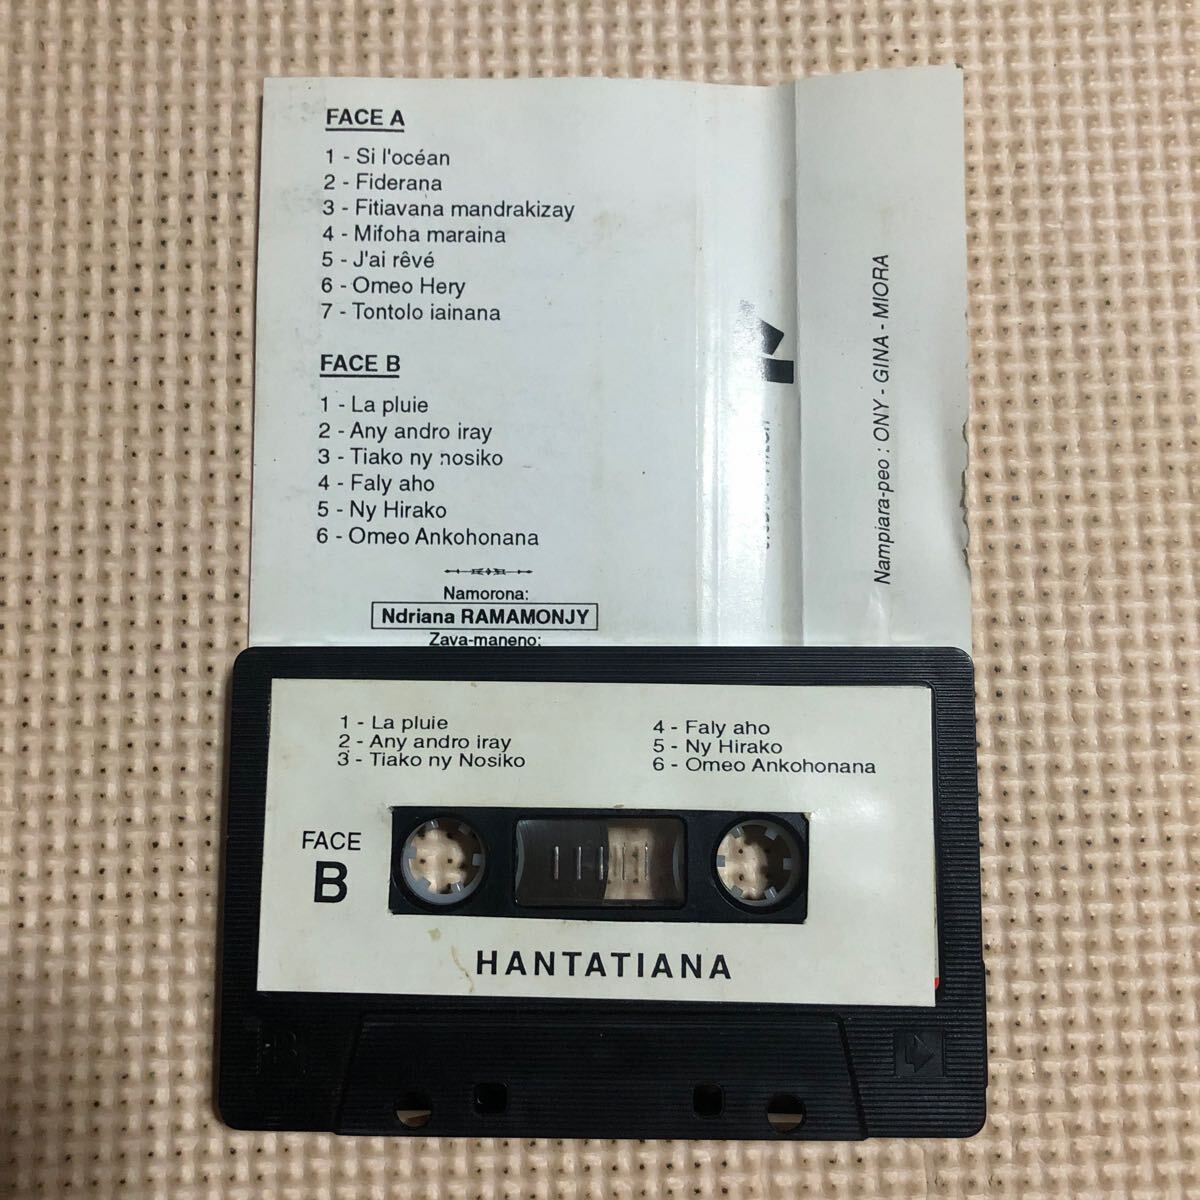 FACE A
1 - Si l'océan
2 - Fiderana
3 - Fitiavana mandrakizay
4 - Mifoha maraina
5 - J'ai rêvé
6 - Omeo Hery
7 - Tontolo iainana
FACE B
1 - La pluie
2 - Any andro iray
3 - Tiako ny nosiko
4 - Faly aho
5 - Ny Hirako
6 - Omeo Ankohonana
Namorona:
Ndriana RAMAMONJY
Zava-maneno:
Nampiara-peo : ONY - GINA - MIORA
1 - La pluie
2 - Any andro iray
3 - Tiako ny Nosiko
4 - Faly aho
5 - Ny Hirako
6 - Omeo Ankohonana
FACE
B
HANTATIANA